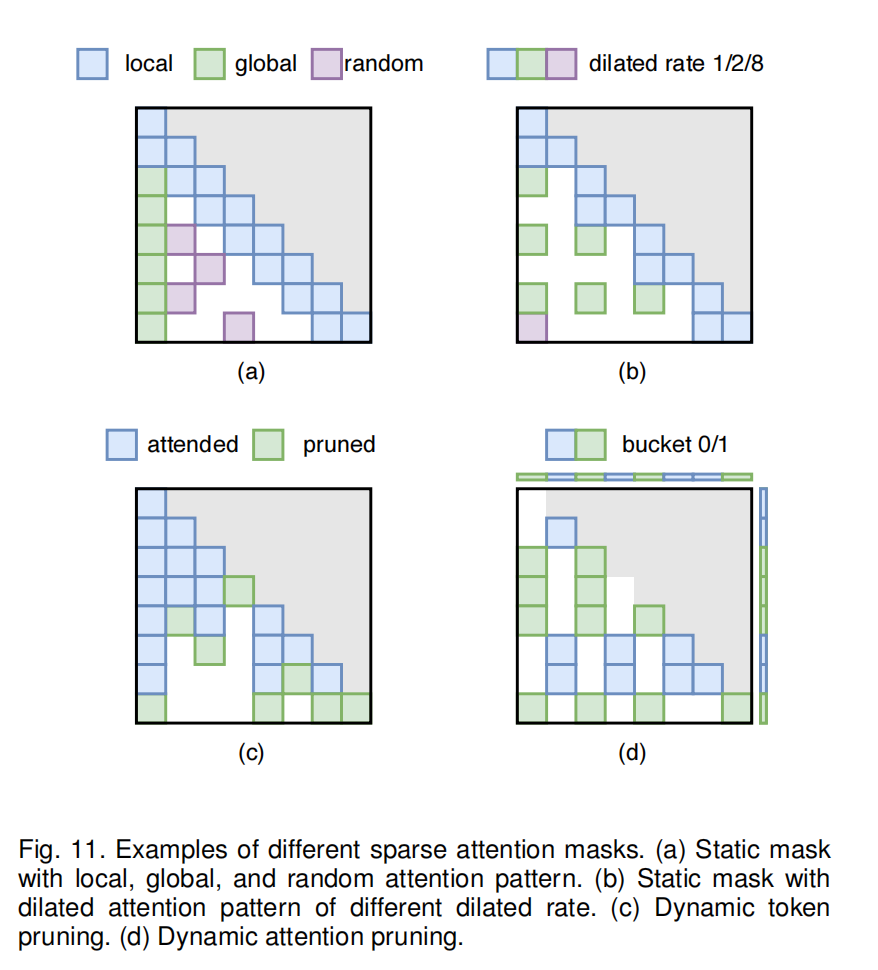 local global random
dilated rate 1/2/8
(a)
(b)
attended pruned
bucket 0/1
(c)
(d)
Fig. 11. Examples of different sparse attention masks. (a) Static mask
with local, global, and random attention pattern. (b) Static mask with
dilated attention pattern of different dilated rate. (c) Dynamic token
pruning. (d) Dynamic attention pruning.